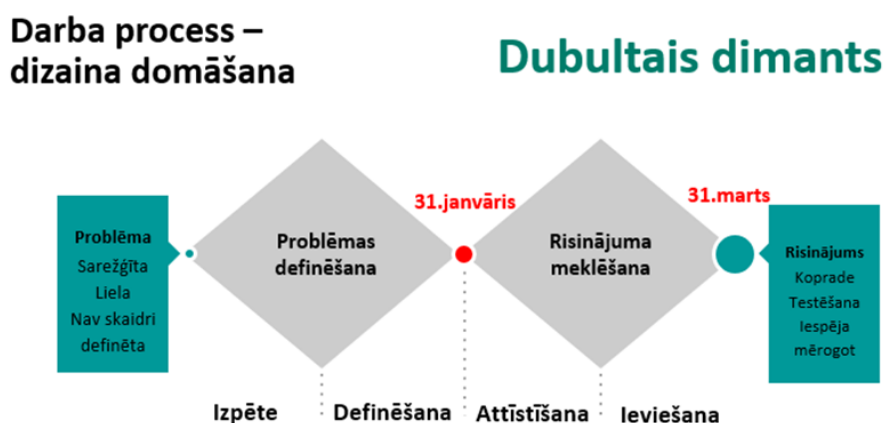 Darba process –
dizaina domāšana
Dubultais dimants
Problēma
Sarežģīta
Liela
Nav skaidri
definēta
Problēmas
definēšana
31.janvāris
Risinājuma
meklēšana
31.marts
Risinājums
Koprade
Testēšana
Iespēja
mērogot
Izpēte
Definēšana
Attīstīšana
Ieviešana